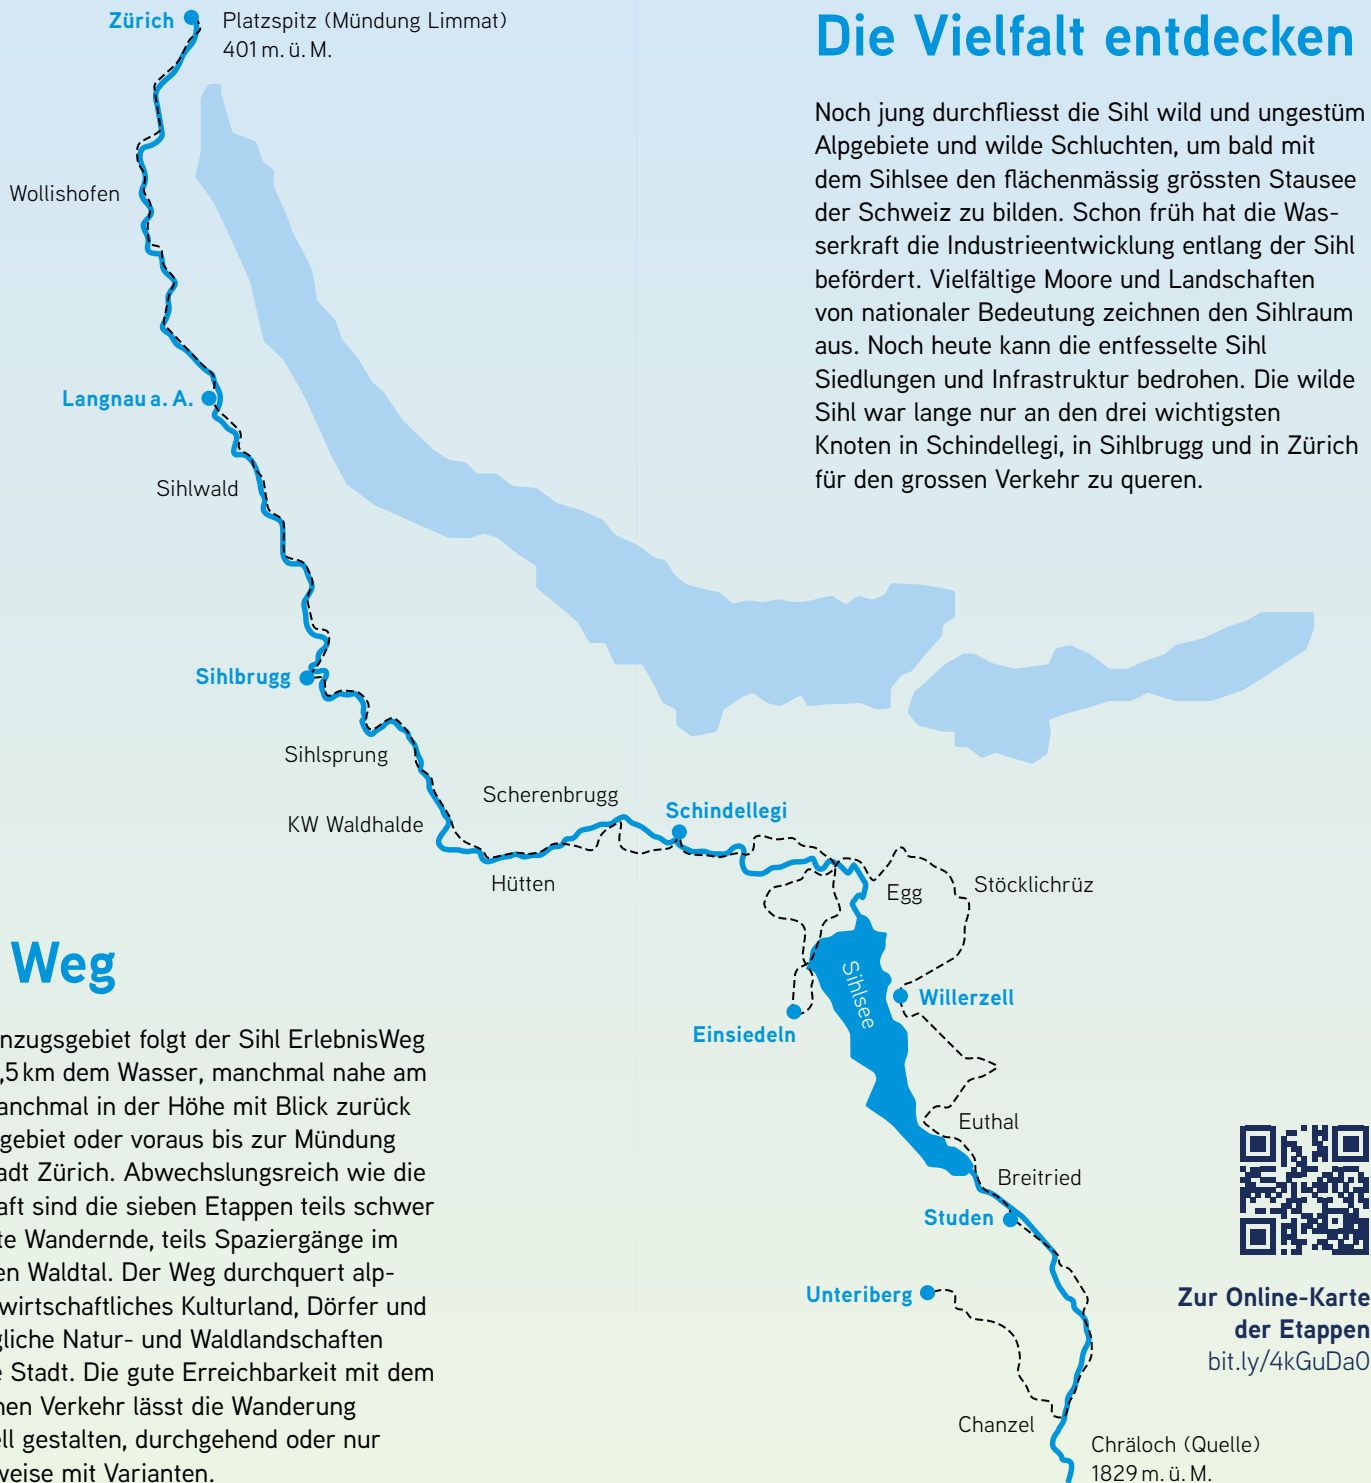 Zürich
Platzspitz (Mündung Limmat)
401 m. ü. M.
Die Vielfalt entdecken
Noch jung durchfliesst die Sihl wild und ungestüm
Alpgebiete und wilde Schluchten, um bald mit
dem Sihlsee den flächenmässig grössten Stausee
der Schweiz zu bilden. Schon früh hat die Was-
serkraft die Industrieentwicklung entlang der Sihl
befördert. Vielfältige Moore und Landschaften
von nationaler Bedeutung zeichnen den Sihlraum
aus. Noch heute kann die entfesselte Sihl
Siedlungen und Infrastruktur bedrohen. Die wilde
Sihl war lange nur an den drei wichtigsten
Knoten in Schindellegi, in Sihlbrugg und in Zürich
für den grossen Verkehr zu queren.
Wollishofen
Langnau a. A.
Sihlwald
Sihlbrugg
Sihlsprung
KW Waldhalde
Scherenbrugg
Schindellegi
Hütten
Egg
Stöcklichrüz
Sihlsee
Willerzell
Einsiedeln
Euthal
Breitried
Studen
Unteriberg
Chanzel
Chräloch (Quelle)
1829 m. ü. M.
Weg
nzugsgebiet folgt der Sihl ErlebnisWeg
,5 km dem Wasser, manchmal nahe am
anchmal in der Höhe mit Blick zurück
gebiet oder voraus bis zur Mündung
adt Zürich. Abwechslungsreich wie die
aft sind die sieben Etappen teils schwer
te Wandernde, teils Spaziergänge im
en Waldtal. Der Weg durchquert alp-
wirtschaftliches Kulturland, Dörfer und
gliche Natur- und Waldlandschaften
e Stadt. Die gute Erreichbarkeit mit dem
hen Verkehr lässt die Wanderung
ell gestalten, durchgehend oder nur
weise mit Varianten.
Zur Online-Karte
der Etappen
bit.ly/4kGuDa0